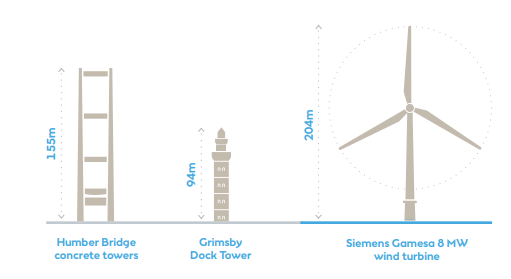 204m
155m
94m
Humber Bridge
concrete towers
Grimsby
Dock Tower
Siemens Gamesa 8 MW
wind turbine